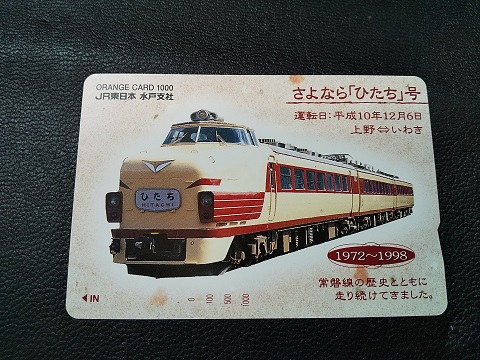 ORANGE CARD 1000
JR東日本 水戸支社
さよなら「ひたち」号
運転日:平成10年12月6日
上野⇔いわき
ひたち
HITACHI
1972〜1998
常磐線の歴史とともに
走り続けてきました。
◀IN
0 100 500 1000